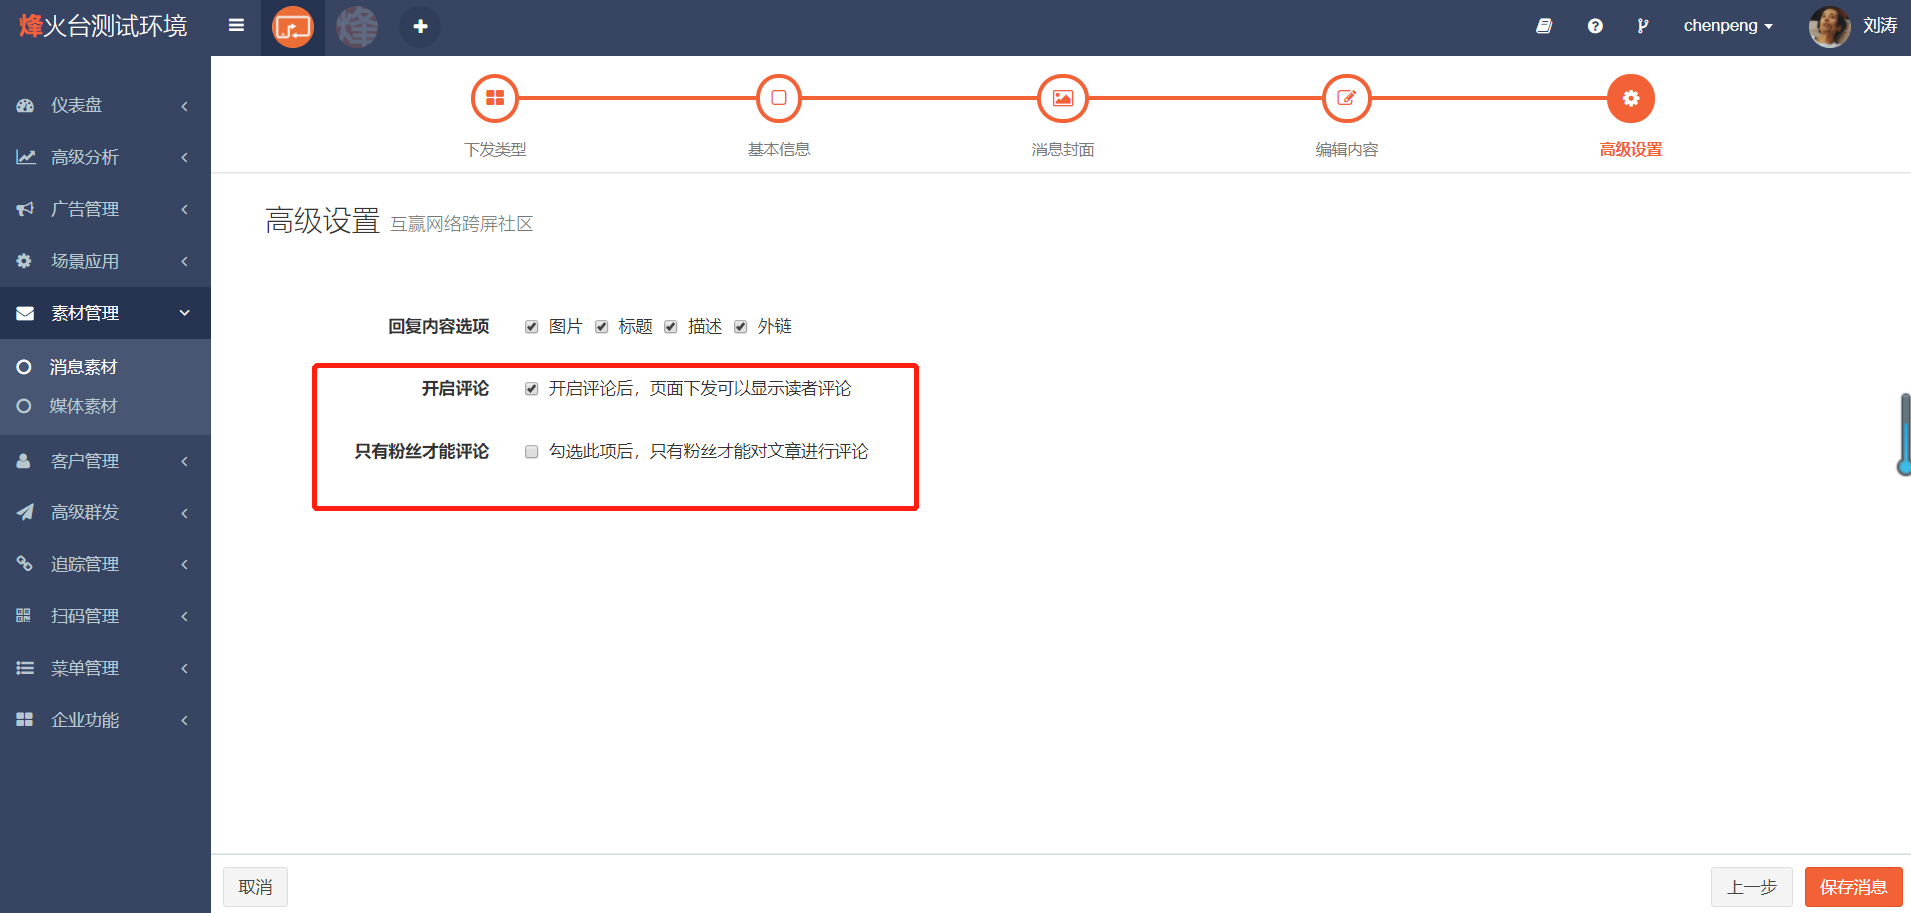 烽火台测试环境
烽
chenpeng
刘涛
仪表盘
高级分析
广告管理
场景应用
素材管理
消息素材
媒体素材
客户管理
高级群发
追踪管理
扫码管理
菜单管理
企业功能
下发类型
基本信息
消息封面
编辑内容
高级设置
高级设置 互赢网络跨屏社区
回复内容选项 图片 标题 描述 外链
开启评论 开启评论后，页面下发可以显示读者评论
只有粉丝才能评论 勾选此项后，只有粉丝才能对文章进行评论
取消
上一步
保存消息